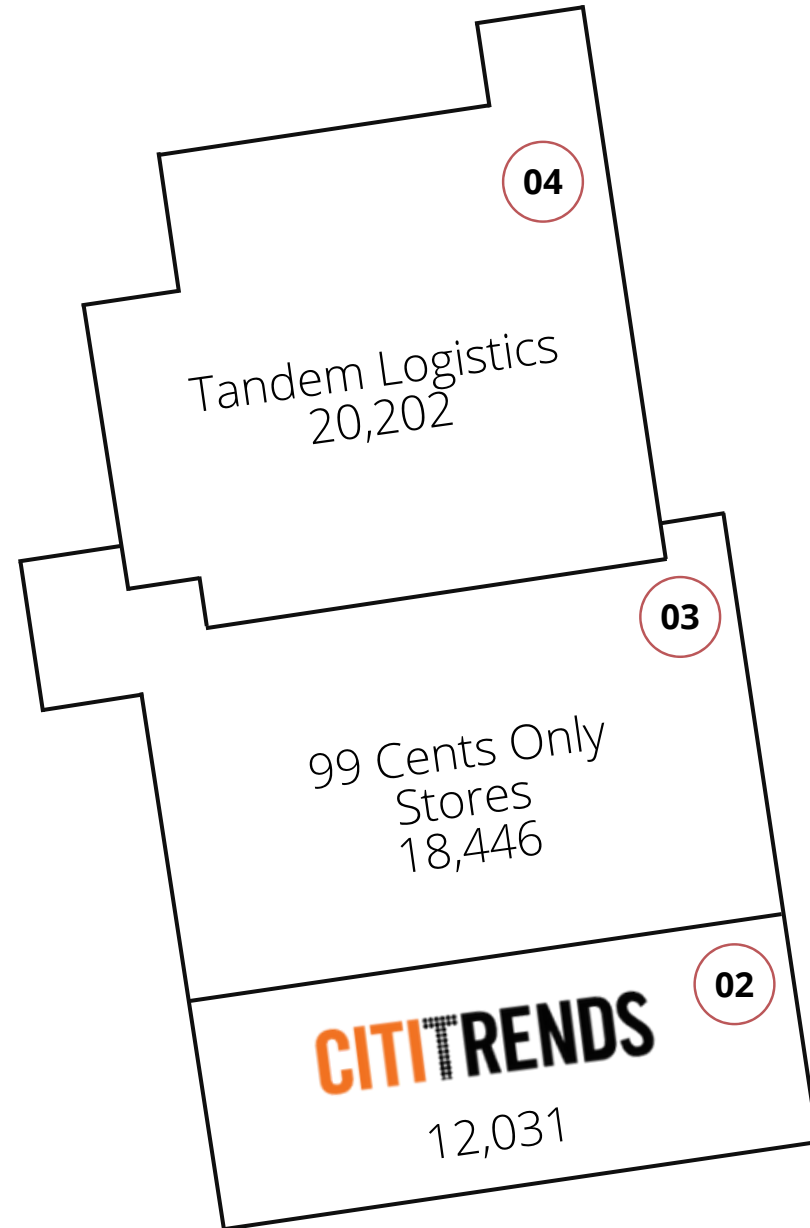 04
Tandem Logistics
20,202
03
99 Cents Only
Stores
18,446
02
CITITRENDS
12,031